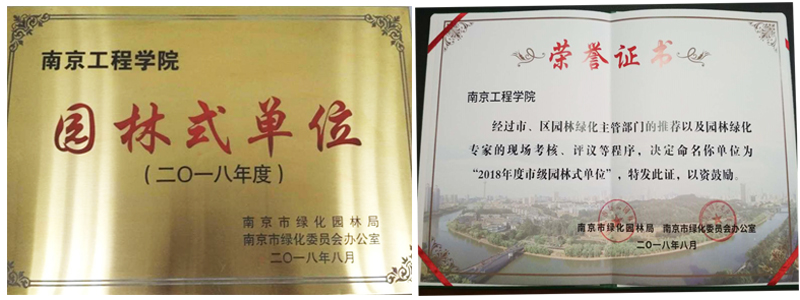 南京工程学院
园林式单位
（二〇一八年度）
南京市绿化园林局
南京市绿化委员会办公室
二〇一八年八月
荣誉证书
南京工程学院
经过市、区园林绿化主管部门的推荐以及园林绿化
专家的现场考核、评议等程序，决定命名你单位为
“2018年度市级园林式单位”，特发此证，以资鼓励。
南京市绿化园林局 南京市绿化委员会办公室
二〇一八年八月